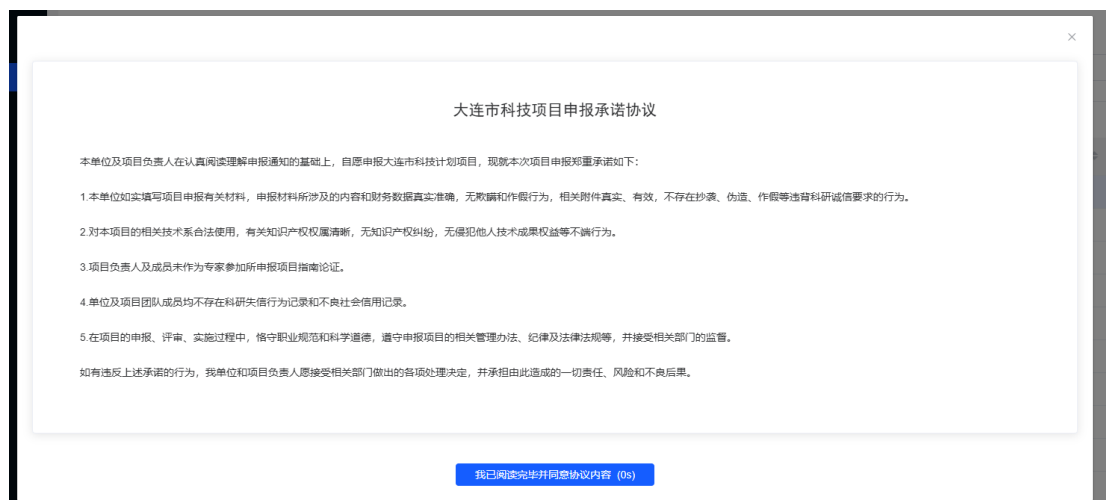 大连市科技项目申报承诺协议
本单位及项目负责人在认真阅读理解申报通知的基础上，自愿申报大连市科技计划项目，现就本次项目申报郑重承诺如下：
1.本单位如实填写项目申报有关材料，申报材料所涉及的内容和财务数据真实准确，无欺瞒和作假行为，相关附件真实、有效，不存在抄袭、伪造、作假等违背科研诚信要求的行为。
2.对本项目的相关技术系合法使用，有关知识产权权属清晰，无知识产权纠纷，无侵犯他人技术成果权益等不端行为。
3.项目负责人及成员未作为专家参加所申报项目指南论证。
4.单位及项目团队成员均不存在科研失信行为记录和不良社会信用记录。
5.在项目的申报、评审、实施过程中，恪守职业规范和科学道德，遵守申报项目的相关管理办法、纪律及法律法规等，并接受相关部门的监督。
如有违反上述承诺的行为，我单位和项目负责人愿接受相关部门做出的各项处理决定，并承担由此造成的一切责任、风险和不良后果。
我已阅读完毕并同意协议内容 (0s)